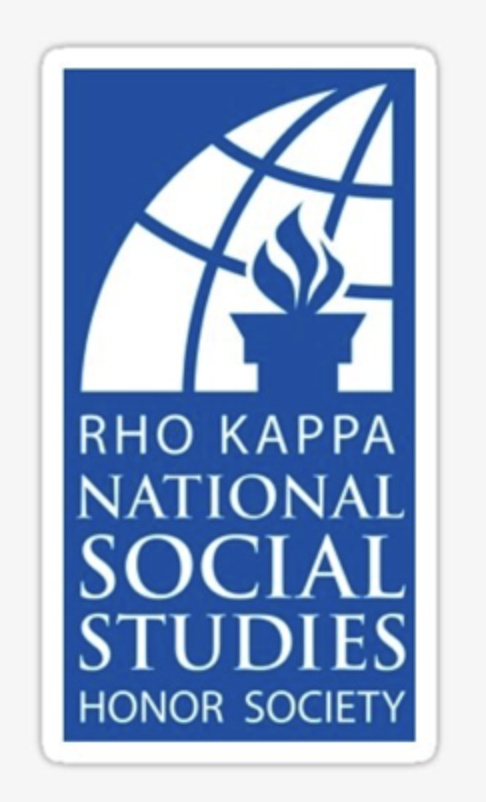 RHO KAPPA
NATIONAL
SOCIAL
STUDIES
HONOR SOCIETY